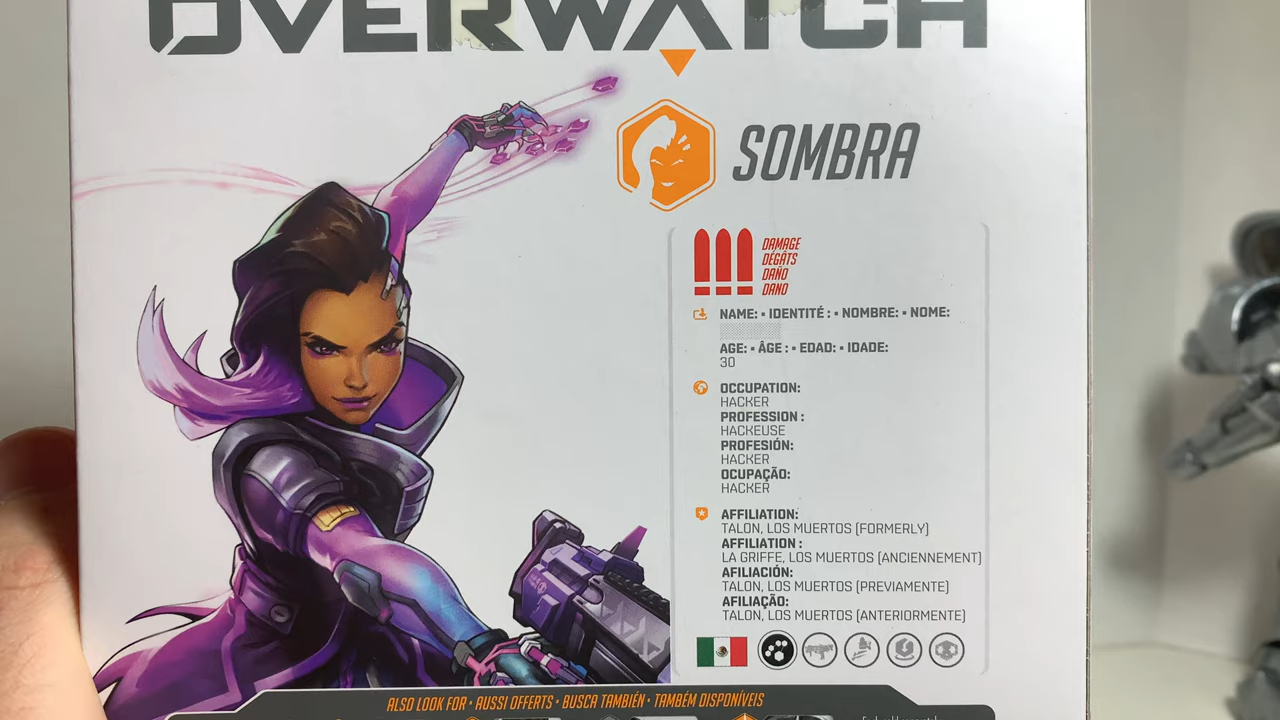 OVERWATCH
SOMBRA
DAMAGE
DÉGÂTS
DAÑO
DANO
NAME: • IDENTITÉ : • NOMBRE: • NOME:
AGE: • ÂGE : • EDAD: • IDADE:
30
OCCUPATION:
HACKER
PROFESSION :
HACKEUSE
PROFESIÓN:
HACKER
OCUPAÇÃO:
HACKER
AFFILIATION:
TALON, LOS MUERTOS (FORMERLY)
AFFILIATION :
LA GRIFFE, LOS MUERTOS (ANCIENNEMENT)
AFILIACIÓN:
TALON, LOS MUERTOS (PREVIAMENTE)
AFILIAÇÃO:
TALON, LOS MUERTOS (ANTERIORMENTE)
ALSO LOOK FOR • AUSSI OFFERTS • BUSCA TAMBIÉN • TAMBÉM DISPONÍVEIS